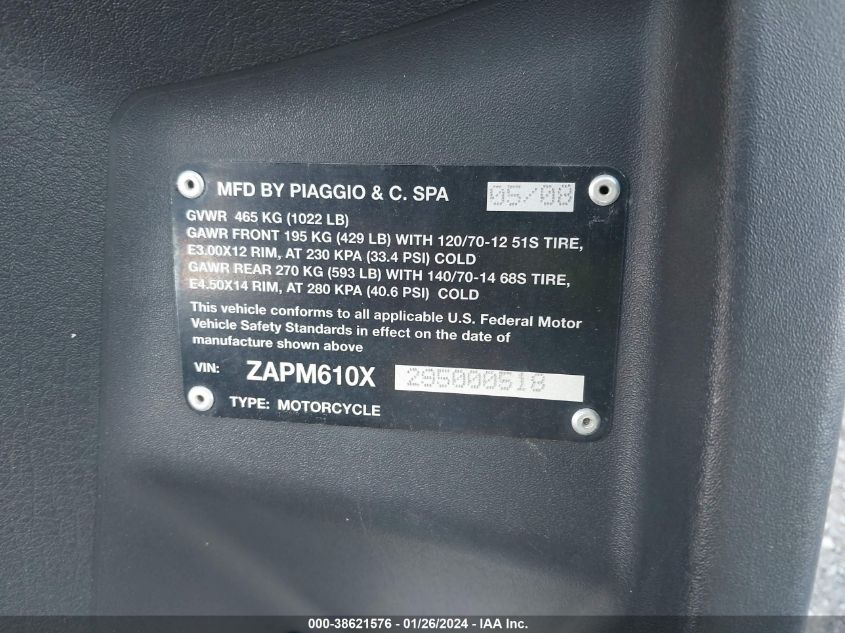 MFD BY PIAGGIO & C. SPA 05/08
GVWR 465 KG (1022 LB)
GAWR FRONT 195 KG (429 LB) WITH 120/70-12 51S TIRE,
E3.00X12 RIM, AT 230 KPA (33.4 PSI) COLD
GAWR REAR 270 KG (593 LB) WITH 140/70-14 68S TIRE,
E4.50X14 RIM, AT 280 KPA (40.6 PSI) COLD
This vehicle conforms to all applicable U.S. Federal Motor
Vehicle Safety Standards in effect on the date of
manufacture shown above
VIN: ZAPM610X 295000518
TYPE: MOTORCYCLE
000-38621576 - 01/26/2024 - IAA Inc.